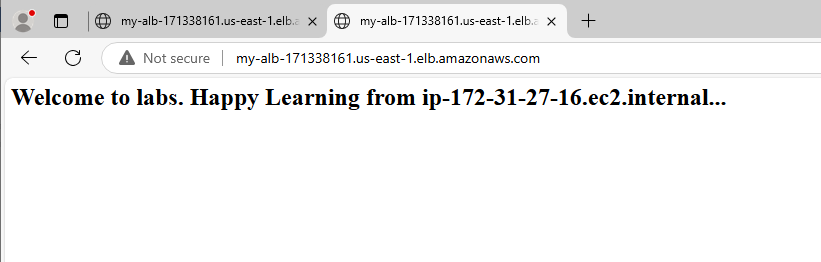 my-alb-171338161.us-east-1.elb.a
my-alb-171338161.us-east-1.elb.a
Not secure
my-alb-171338161.us-east-1.elb.amazonaws.com
Welcome to labs. Happy Learning from ip-172-31-27-16.ec2.internal...